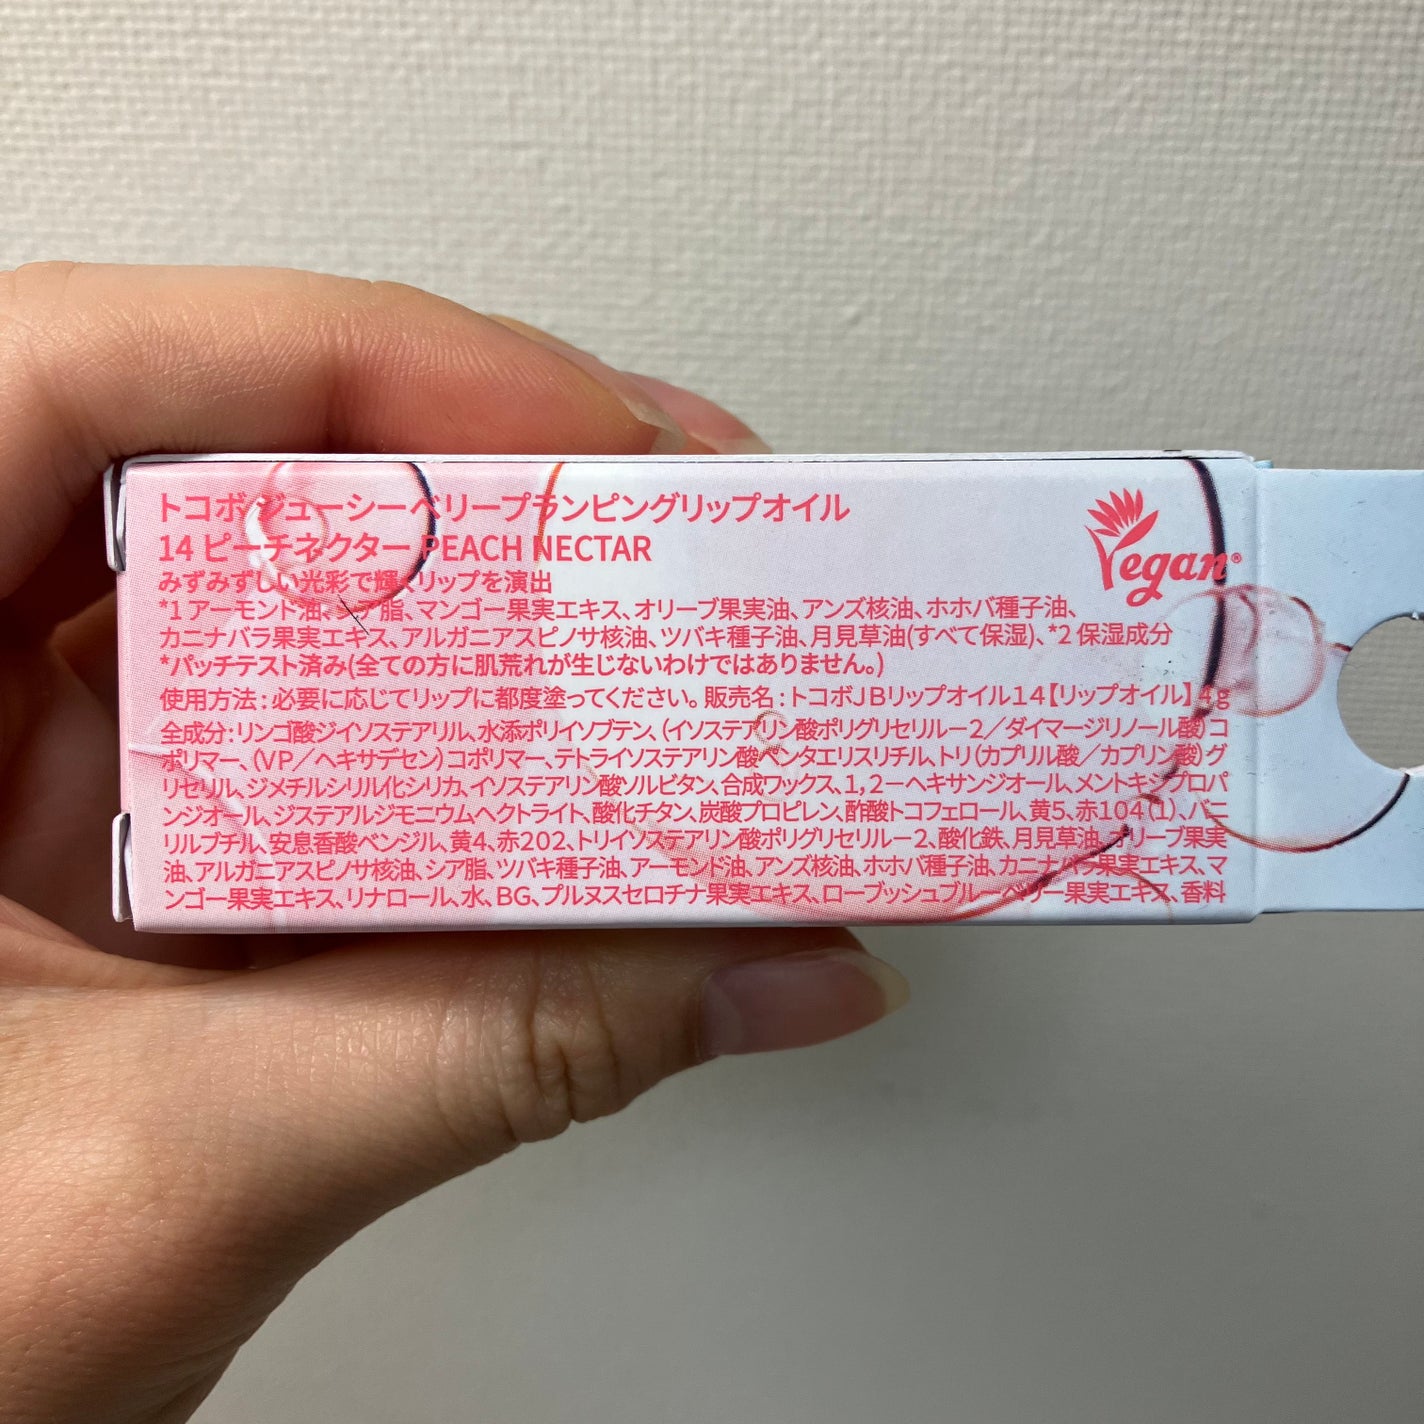 トコボ ジューシーベリープランピングリップオイル
14 ピーチネクター PEACH NECTAR
みずみずしい光彩で輝くリップを演出
*1 アーモンド油、シア脂、マンゴー果実エキス、オリーブ果実油、アンズ核油、ホホバ種子油、
カニナバラ果実エキス、アルガニアスピノサ核油、ツバキ種子油、月見草油(すべて保湿)、*2 保湿成分
*パッチテスト済み(全ての方に肌荒れが生じないわけではありません。)
使用方法：必要に応じてリップに都度塗ってください。販売名：トコボＪＢリップオイル１４【リップオイル】 4g
全成分：リンゴ酸ジイソステアリル、水添ポリイソブテン、（イソステアリン酸ポリグリセリル－２／ダイマージリノール酸）コ
ポリマー、（VP／ヘキサデセン）コポリマー、テトライソステアリン酸ペンタエリスリチル、トリ（カプリル酸／カプリン酸）グ
リセリル、ジメチルシリル化シリカ、イソステアリン酸ソルビタン、合成ワックス、１，２－ヘキサンジオール、メントキシプロパ
ンジオール、ジステアルジモニウムヘクトライト、酸化チタン、炭酸プロピレン、酢酸トコフェロール、黄5、赤104（1）、バニ
リルブチル、安息香酸ベンジル、黄4、赤202、トリイソステアリン酸ポリグリセリル－２、酸化鉄、月見草油、オリーブ果実
油、アルガニアスピノサ核油、シア脂、ツバキ種子油、アーモンド油、アンズ核油、ホホバ種子油、カニナバラ果実エキス、マ
ンゴー果実エキス、リナロール、水、BG、プルヌスセロチナ果実エキス、ローブッシュブルーベリー果実エキス、香料
Vegan®